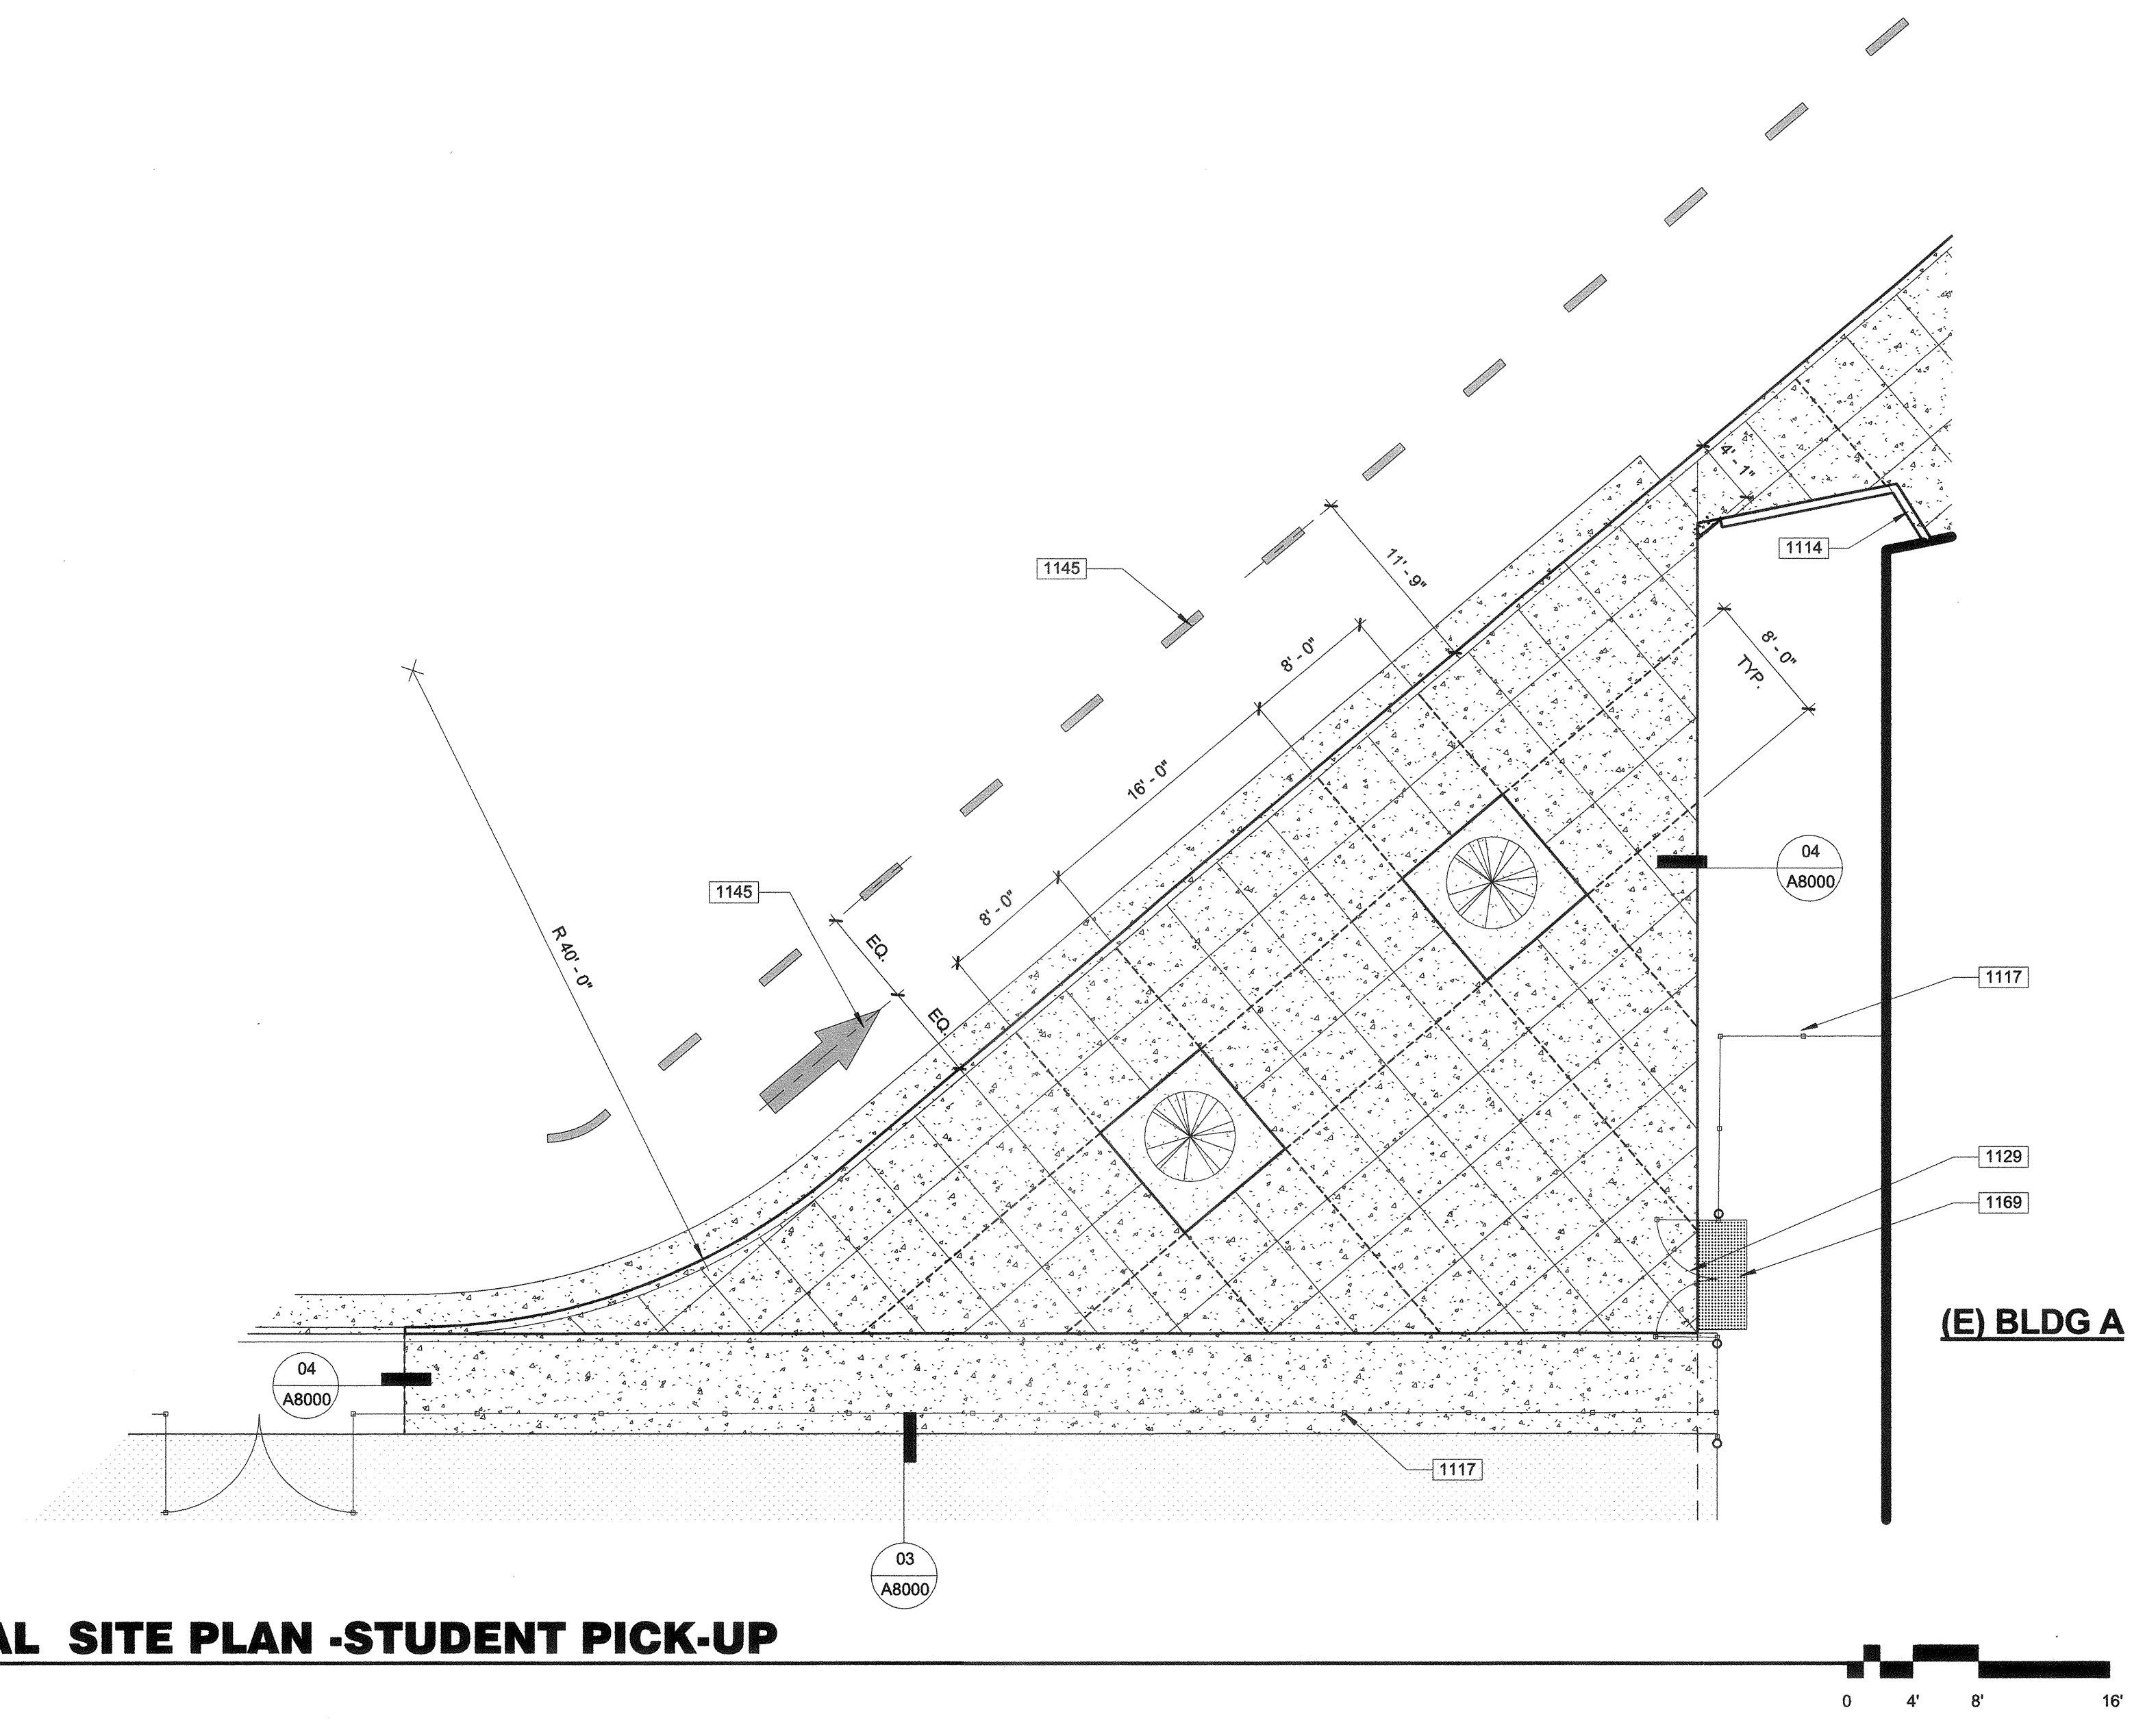 4' - 1"
1114
1145
11' - 9"
8' - 0"
8' - 0"
TYP.
16' - 0"
04
A8000
1145
8' - 0"
EQ.
EQ.
R 40' - 0"
1117
1129
1169
(E) BLDG A
04
A8000
1117
03
A8000
AL SITE PLAN -STUDENT PICK-UP
0 4' 8' 16'